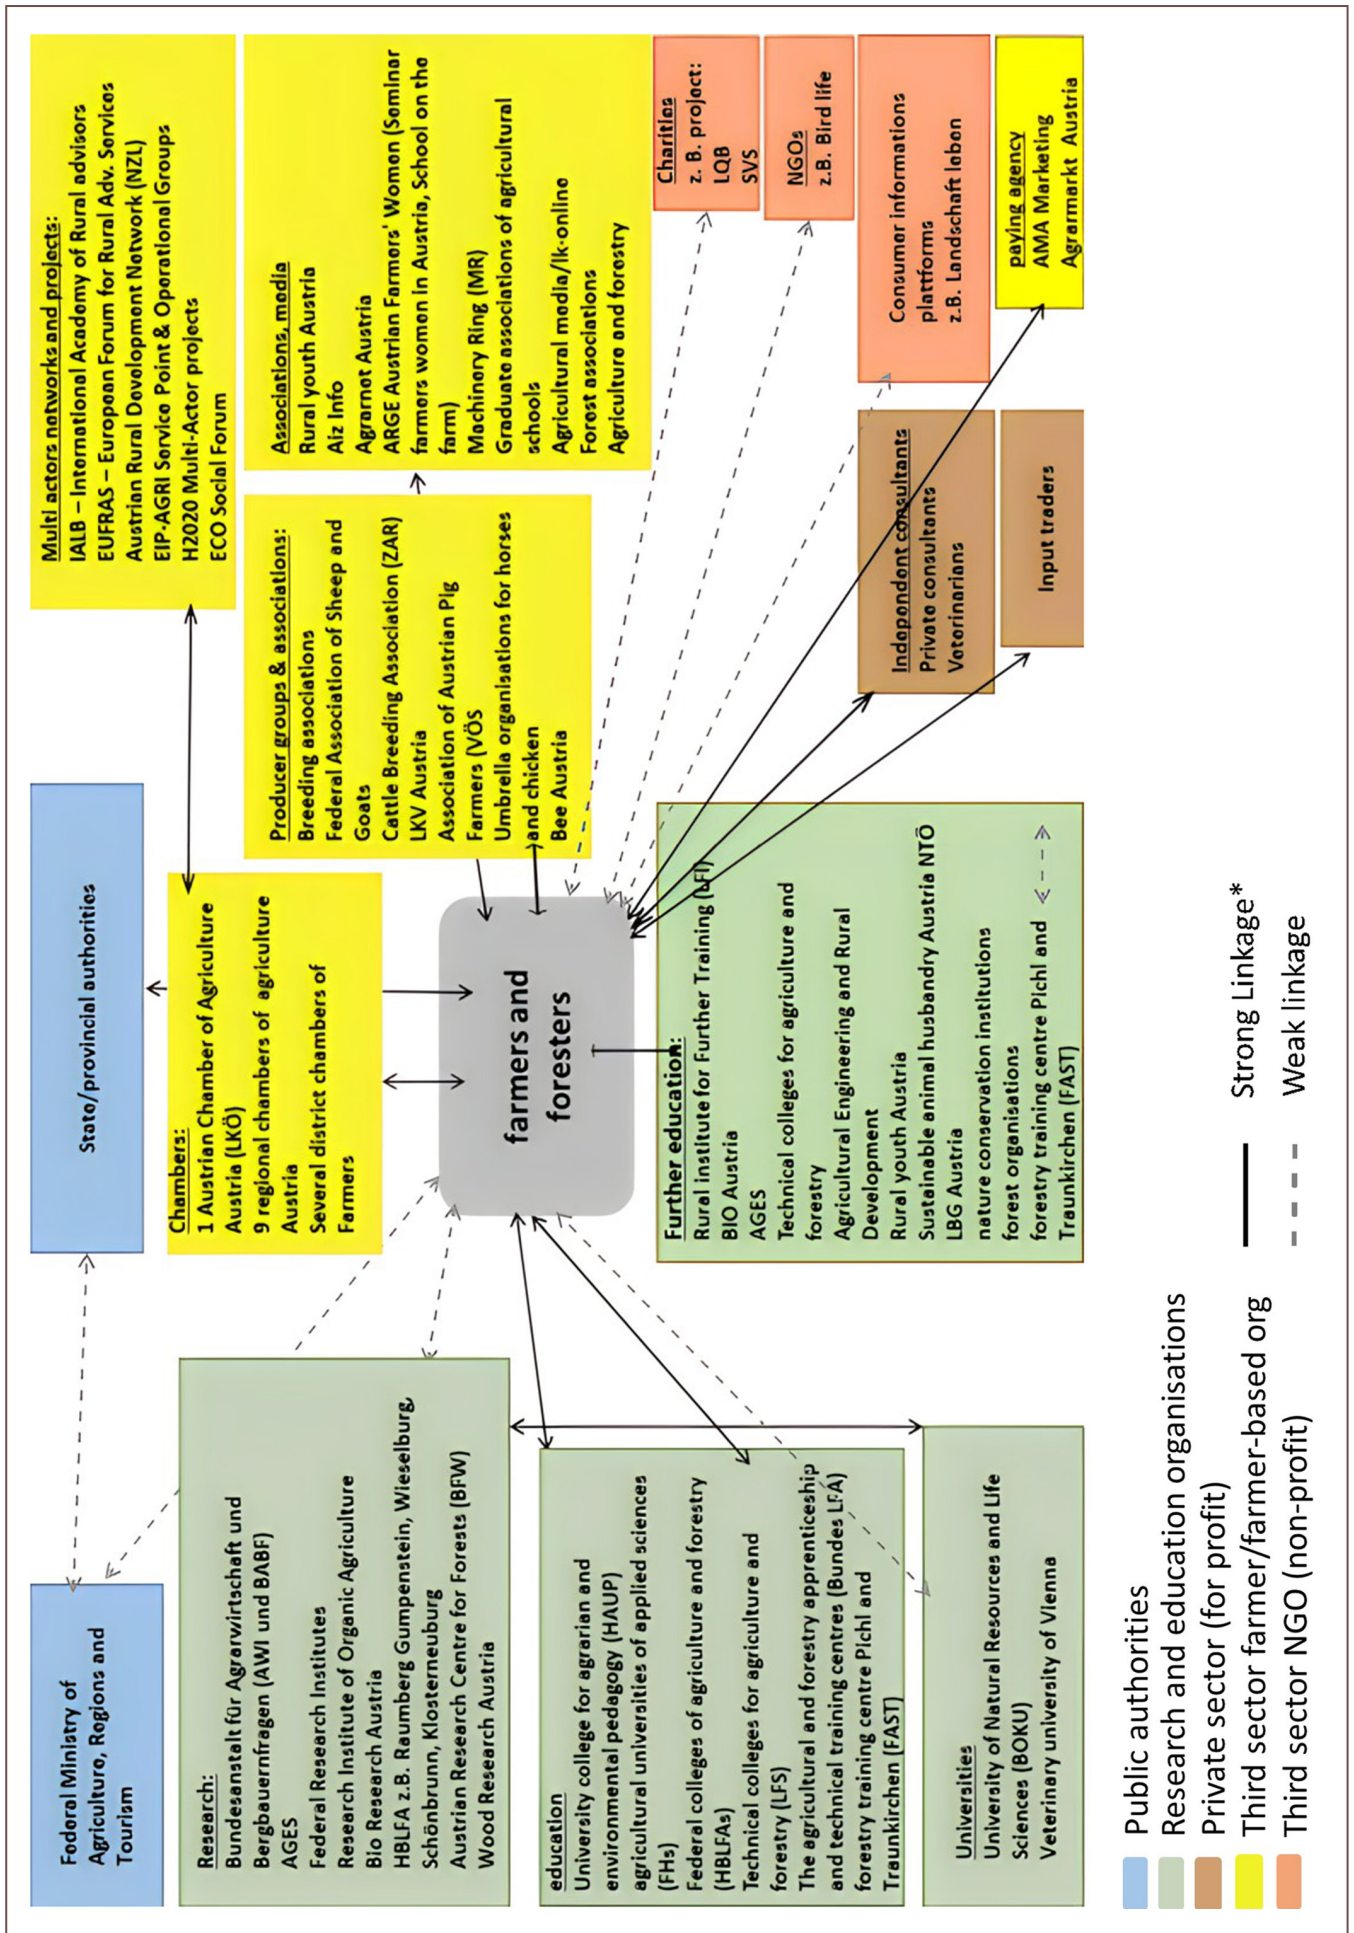 Federal Ministry of
Agriculture, Regions and
Tourism
State/provincial authorities
Multi actors networks and projects:
IALB – International Academy of Rural advisors
EUFRAS – European Forum for Rural Adv. Services
Austrian Rural Development Network (NZL)
EIP-AGRI Service Point & Operational Groups
H2020 Multi-Actor projects
ECO Social Forum
Chambers:
1 Austrian Chamber of Agriculture
Austria (LKÖ)
9 regional chambers of agriculture
Austria
Several district chambers of
Farmers
Research:
Bundesanstalt für Agrarwirtschaft und
Bergbauernfragen (AWI und BABF)
AGES
Federal Research Institutes
Research Institute of Organic Agriculture
Bio Research Austria
HBLFA z.B. Raumberg Gumpenstein, Wieselburg,
Schönbrunn, Klosterneuburg
Austrian Research Centre for Forests (BFW)
Wood Research Austria
Producer groups & associations:
Breeding associations
Federal Association of Sheep and
Goats
Cattle Breeding Association (ZAR)
LKV Austria
Association of Austrian Pig
Farmers (VÖS
Umbrella organisations for horses
and chicken
Bee Austria
Associations, media
Rural youth Austria
Aiz Info
Agrarnet Austria
ARGE Austrian Farmers' Women (Seminar
farmers women in Austria, School on the
farm)
Machinery Ring (MR)
Graduate associations of agricultural
schools
Agricultural media/lk-online
Forest associations
Agriculture and forestry
farmers and
foresters
education
University college for agrarian and
environmental pedagogy (HAUP)
agricultural universities of applied sciences
(FHs)
Federal colleges of agriculture and forestry
(HBLFAs)
Technical colleges for agriculture and
forestry (LFS)
The agricultural and forestry apprenticeship
and technical training centres (Bundes LFA)
forestry training centre Pichl and
Traunkirchen (FAST)
Further education:
Rural institute for Further Training (LFI)
BIO Austria
AGES
Technical colleges for agriculture and
forestry
Agricultural Engineering and Rural
Development
Rural youth Austria
Sustainable animal husbandry Austria NTÖ
LBG Austria
nature conservation institutions
forest organisations
forestry training centre Pichl and
Traunkirchen (FAST)
Charities
z. B. project:
LQB
SVS
NGOs
z.B. Bird life
Consumer informations
plattforms
z.B. Landschaft leben
paying agency
AMA Marketing
Agrarmarkt Austria
Independent consultants
Private consultants
Veterinarians
Input traders
Universities
University of Natural Resources and Life
Sciences (BOKU)
Veterinary university of Vienna
Public authorities
Research and education organisations
Private sector (for profit)
Third sector farmer/farmer-based org
Third sector NGO (non-profit)
Strong Linkage*
Weak linkage